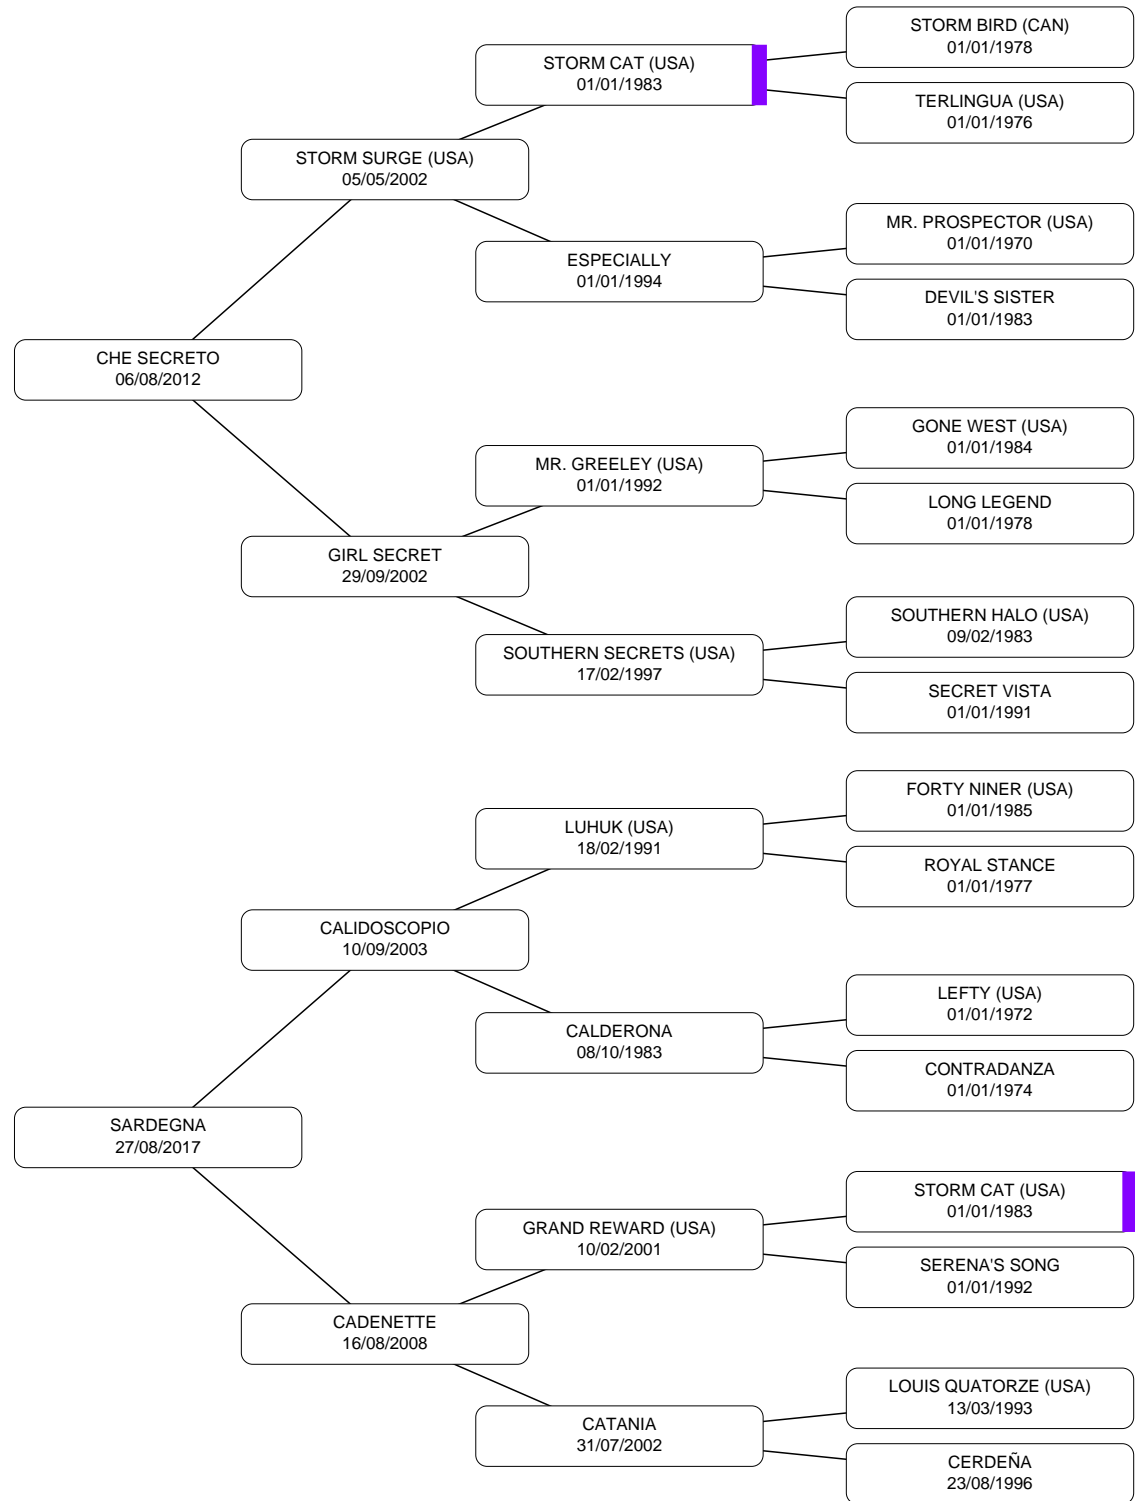 STORM BIRD (CAN)
01/01/1978
STORM CAT (USA)
01/01/1983
TERLINGUA (USA)
01/01/1976
STORM SURGE (USA)
05/05/2002
MR. PROSPECTOR (USA)
01/01/1970
ESPECIALLY
01/01/1994
DEVIL'S SISTER
01/01/1983
CHE SECRETO
06/08/2012
GONE WEST (USA)
01/01/1984
MR. GREELEY (USA)
01/01/1992
LONG LEGEND
01/01/1978
GIRL SECRET
29/09/2002
SOUTHERN HALO (USA)
09/02/1983
SOUTHERN SECRETS (USA)
17/02/1997
SECRET VISTA
01/01/1991
FORTY NINER (USA)
01/01/1985
LUHUK (USA)
18/02/1991
ROYAL STANCE
01/01/1977
CALIDOSCOPIO
10/09/2003
LEFTY (USA)
01/01/1972
CALDERONA
08/10/1983
CONTRADANZA
01/01/1974
SARDEGNA
27/08/2017
STORM CAT (USA)
01/01/1983
GRAND REWARD (USA)
10/02/2001
SERENA'S SONG
01/01/1992
CADENETTE
16/08/2008
LOUIS QUATORZE (USA)
13/03/1993
CATANIA
31/07/2002
CERDEÑA
23/08/1996